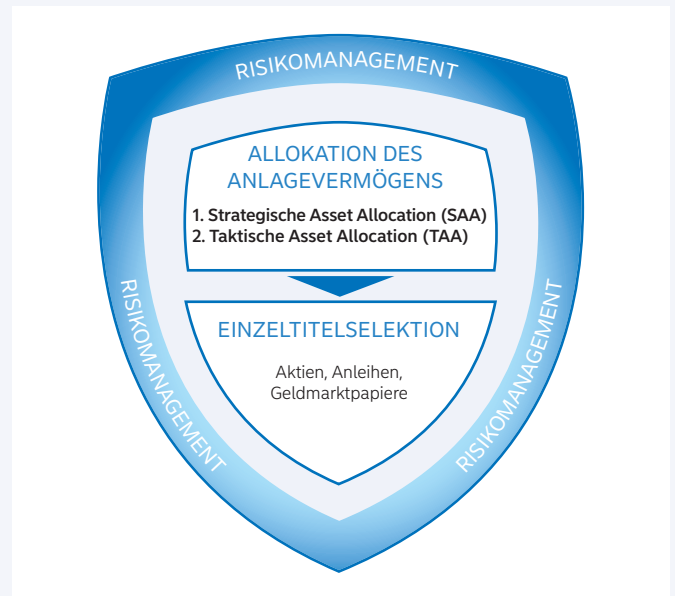 RISIKOMANAGEMENT
ALLOKATION DES
ANLAGEVERMÖGENS
1. Strategische Asset Allocation (SAA)
2. Taktische Asset Allocation (TAA)
RISIKOMANAGEMENT
RISIKOMANAGEMENT
EINZELTITELSELEKTION
Aktien, Anleihen,
Geldmarktpapiere